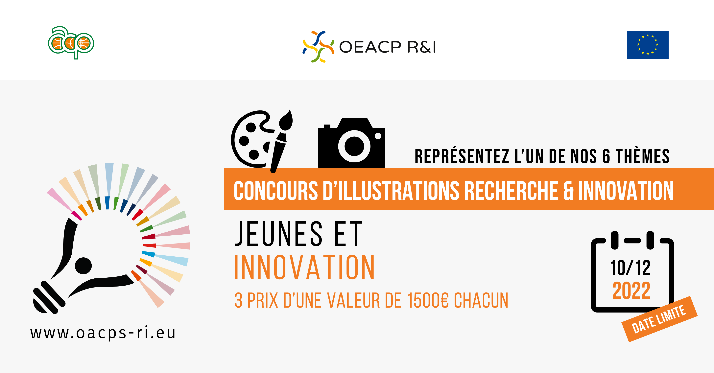 acp
OEACP R&I
REPRÉSENTEZ L'UN DE NOS 6 THÈMES
CONCOURS D'ILLUSTRATIONS RECHERCHE & INNOVATION
JEUNES ET
INNOVATION
3 PRIX D'UNE VALEUR DE 1500€ CHACUN
10/12
2022
DATE LIMITE
www.oacps-ri.eu